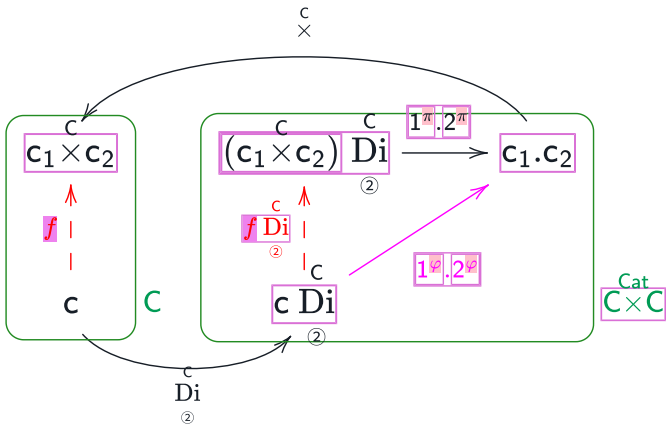 C
×
C
c₁×c₂
f
c
C
C
(c₁×c₂) Di
C
②
1^π.2^π
c₁.c₂
C
f Di
②
1^φ.2^φ
C
c Di
②
Cat
C×C
C
Di
②